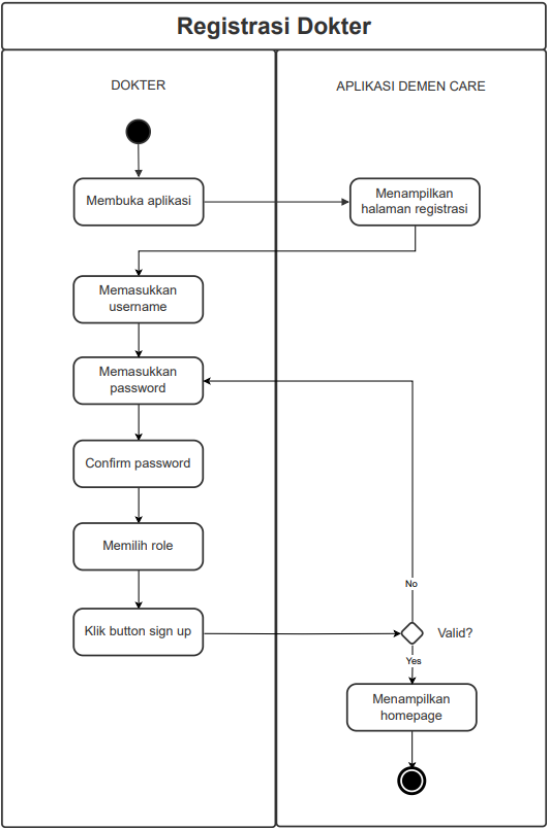 Registrasi Dokter
DOKTER
APLIKASI DEMEN CARE
Membuka aplikasi
Menampilkan
halaman registrasi
Memasukkan
username
Memasukkan
password
Confirm password
Memilih role
No
Klik button sign up
Valid?
Yes
Menampilkan
homepage